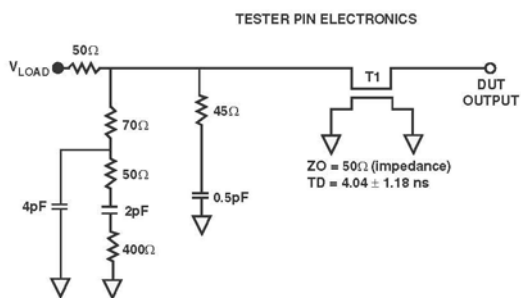 TESTER PIN ELECTRONICS
50Ω
VLOAD
T1
DUT
OUTPUT
70Ω
45Ω
50Ω
ZO = 50Ω (impedance)
TD = 4.04 ± 1.18 ns
4pF
2pF
0.5pF
400Ω